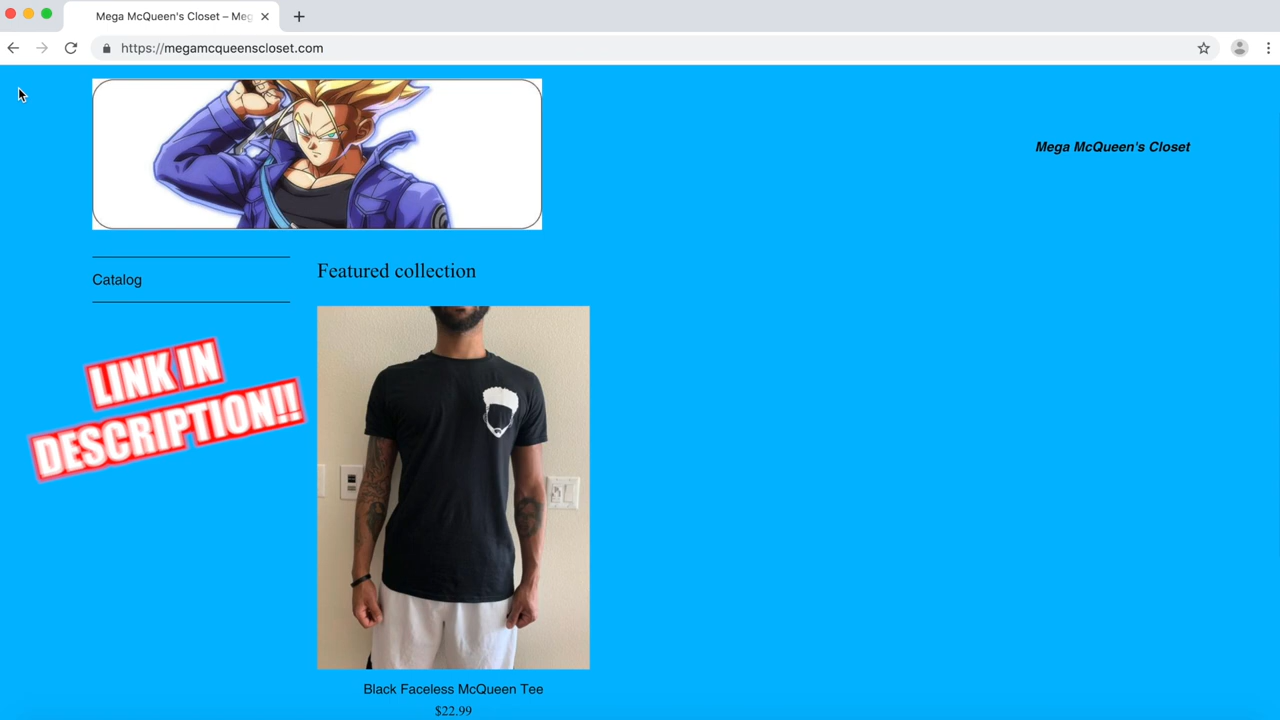 Mega McQueen's Closet – Meg
https://megamcqueenscloset.com
Mega McQueen's Closet
Catalog
Featured collection
LINK IN
DESCRIPTION!!
Black Faceless McQueen Tee
$22.99